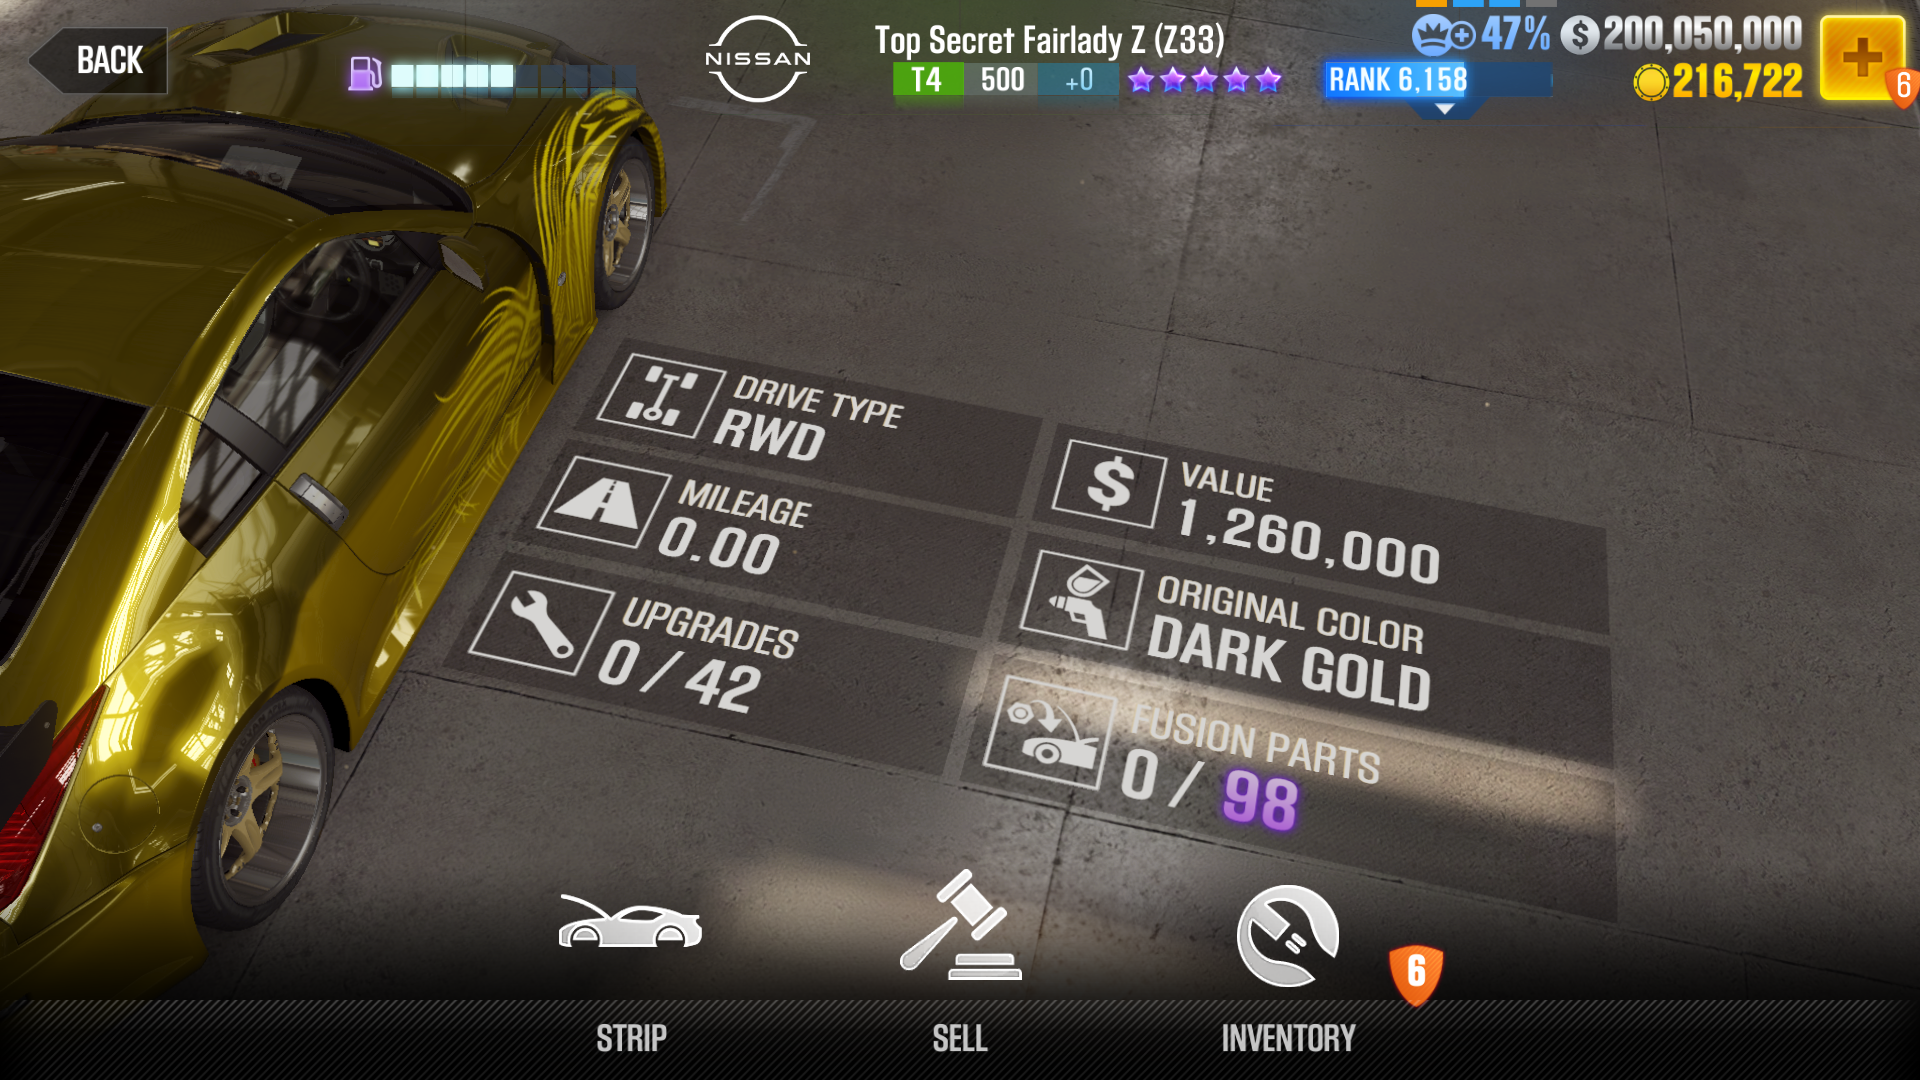 BACK
NISSAN
Top Secret Fairlady Z (Z33)
T4 500 +0
RANK 6,158
47%
$ 200,050,000
216,722
6
DRIVE TYPE
RWD
MILEAGE
0.00
UPGRADES
0 / 42
$ VALUE
1,260,000
ORIGINAL COLOR
DARK GOLD
FUSION PARTS
0 / 98
6
STRIP
SELL
INVENTORY